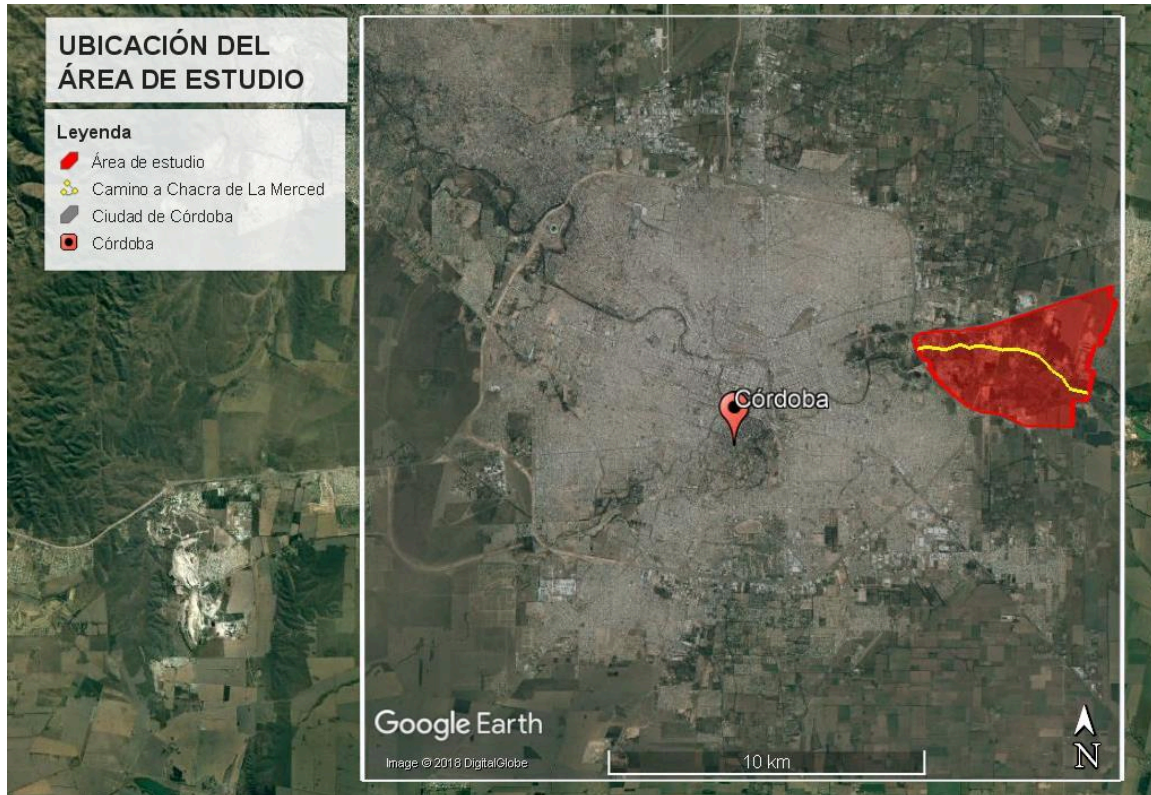 UBICACIÓN DEL
ÁREA DE ESTUDIO
Leyenda
Área de estudio
Camino a Chacra de La Merced
Ciudad de Córdoba
Córdoba
Córdoba
Google Earth
Image © 2018 DigitalGlobe
10 km
N